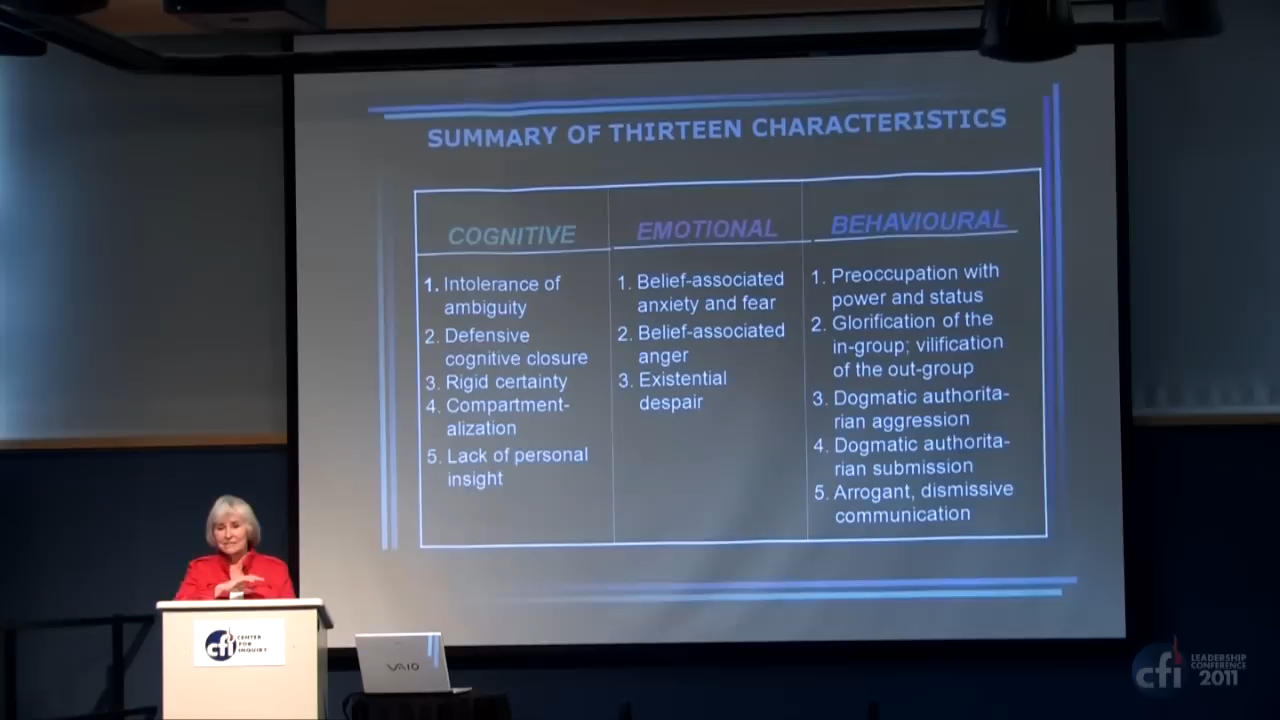 SUMMARY OF THIRTEEN CHARACTERISTICS
COGNITIVE
1. Intolerance of
ambiguity
2. Defensive
cognitive closure
3. Rigid certainty
4. Compartment-
alization
5. Lack of personal
insight
EMOTIONAL
1. Belief-associated
anxiety and fear
2. Belief-associated
anger
3. Existential
despair
BEHAVIOURAL
1. Preoccupation with
power and status
2. Glorification of the
in-group; vilification
of the out-group
3. Dogmatic authorita-
rian aggression
4. Dogmatic authorita-
rian submission
5. Arrogant, dismissive
communication
cfi
CENTER
FOR
INQUIRY
VAIO
cfi
LEADERSHIP
CONFERENCE
2011